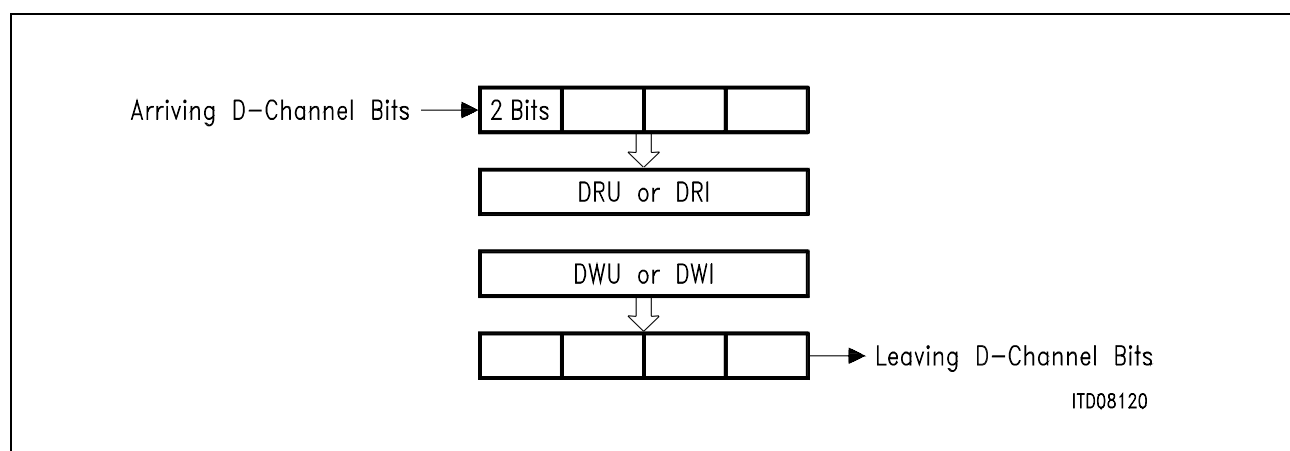 Arriving D-Channel Bits
2 Bits
DRU or DRI
DWU or DWI
Leaving D-Channel Bits
ITD08120